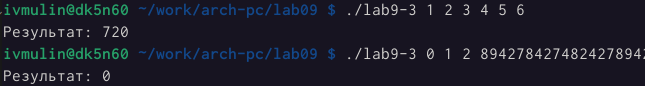 ivmulin@dk5n60 ~/work/arch-pc/lab09 $ ./lab9-3 1 2 3 4 5 6
Результат: 720
ivmulin@dk5n60 ~/work/arch-pc/lab09 $ ./lab9-3 0 1 2 8942784274824278942
Результат: 0